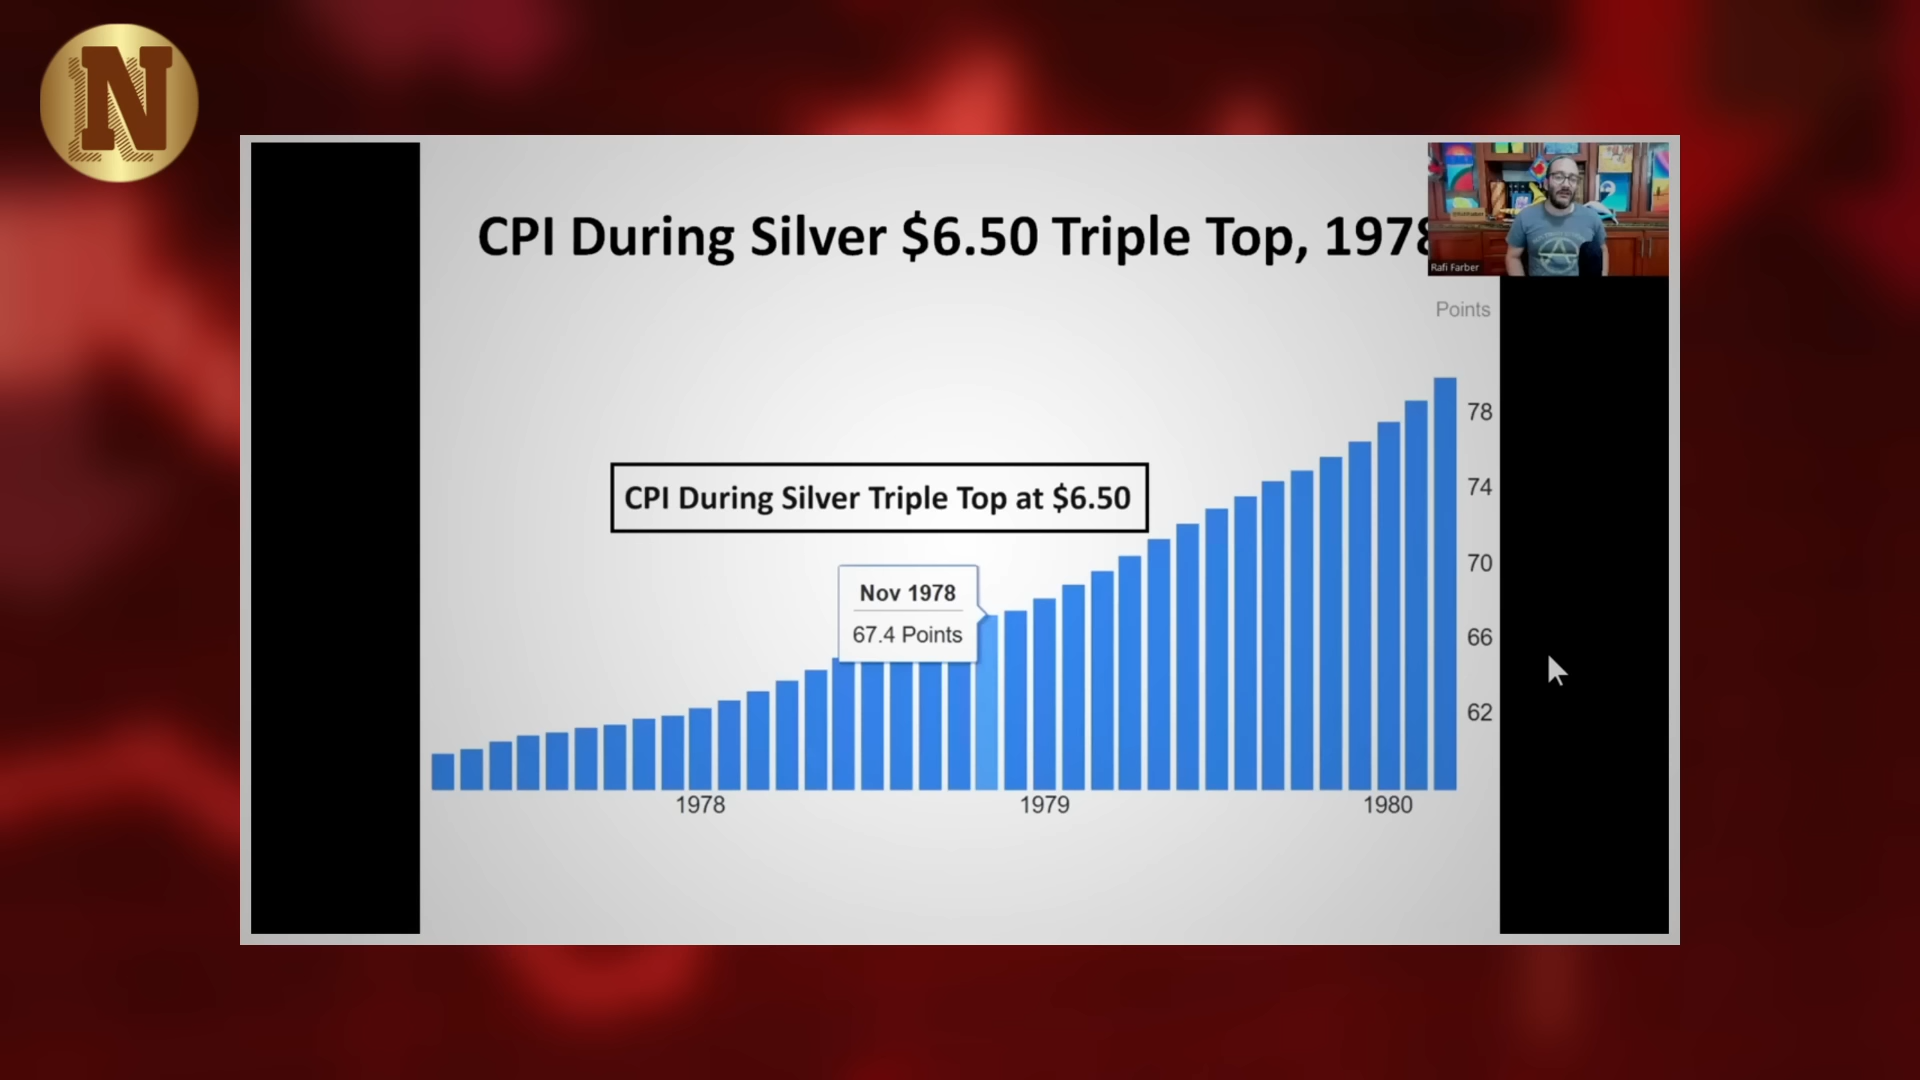 N
CPI During Silver $6.50 Triple Top, 1978
Rafi Farber
Points
78
CPI During Silver Triple Top at $6.50
74
70
Nov 1978
67.4 Points
66
62
1978 1979 1980